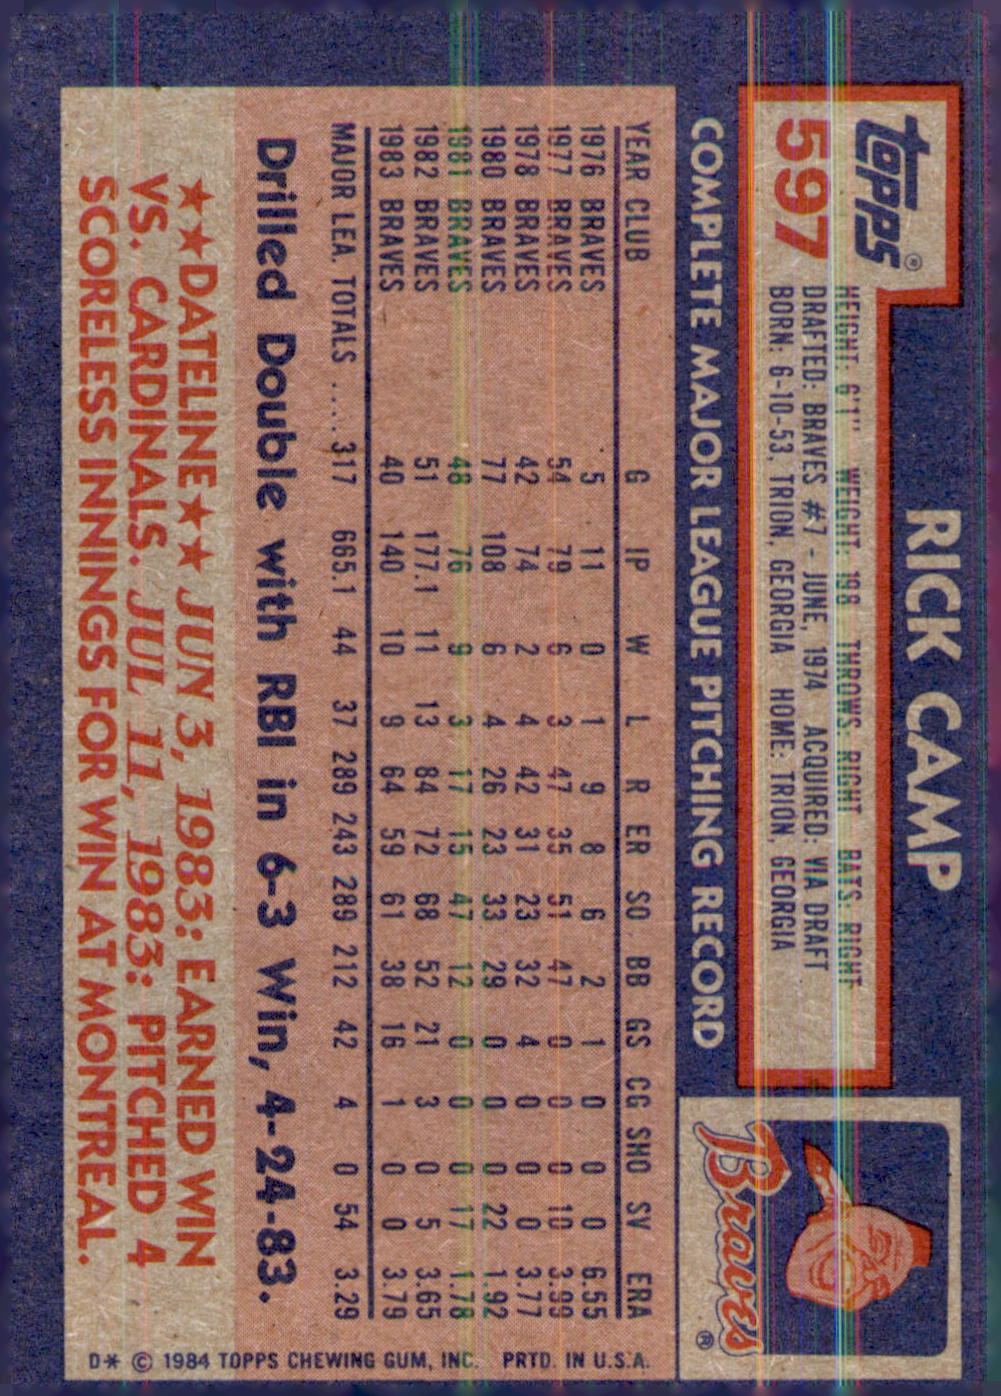 Topps®
597
RICK CAMP
HEIGHT: 6'1" WEIGHT: 198 THROWS: RIGHT BATS: RIGHT
DRAFTED: BRAVES #7 - JUNE, 1974 ACQUIRED: VIA DRAFT
BORN: 6-10-53, TRION, GEORGIA HOME: TRION, GEORGIA
Braves®
COMPLETE MAJOR LEAGUE PITCHING RECORD
YEAR CLUB G IP W L R ER SO BB GS CG SHO SV ERA
1976 BRAVES 5 11 0 1 9 8 6 2 1 0 0 0 6.55
1977 BRAVES 54 79 6 3 47 35 51 47 0 0 0 10 3.99
1978 BRAVES 42 74 2 4 42 31 23 32 4 0 0 0 3.77
1980 BRAVES 77 108 6 4 26 23 33 29 0 0 0 22 1.92
1981 BRAVES 48 76 9 3 17 15 47 12 0 0 0 17 1.78
1982 BRAVES 51 177.1 11 13 84 72 68 52 21 3 0 5 3.65
1983 BRAVES 40 140 10 9 64 59 61 38 16 1 0 0 3.79
MAJOR LEA. TOTALS .... 317 665.1 44 37 289 243 289 212 42 4 0 54 3.29
Drilled Double with RBI in 6-3 Win, 4-24-83.
★★DATELINE★★ JUN 3, 1983: EARNED WIN
VS. CARDINALS. JUL 11, 1983: PITCHED 4
SCORELESS INNINGS FOR WIN AT MONTREAL.
D* © 1984 TOPPS CHEWING GUM, INC. PRTD. IN U.S.A.